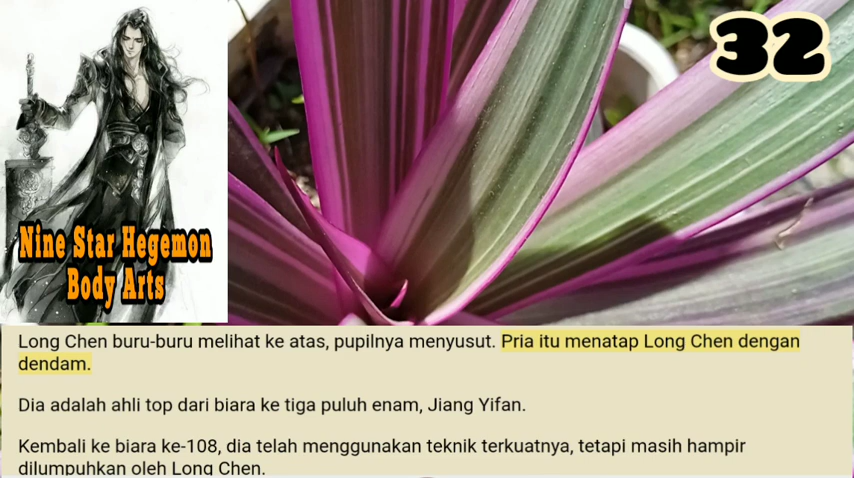 32
Nine Star Hegemon
Body Arts
Long Chen buru-buru melihat ke atas, pupilnya menyusut. Pria itu menatap Long Chen dengan
dendam.
Dia adalah ahli top dari biara ke tiga puluh enam, Jiang Yifan.
Kembali ke biara ke-108, dia telah menggunakan teknik terkuatnya, tetapi masih hampir
dilumpuhkan oleh Long Chen.